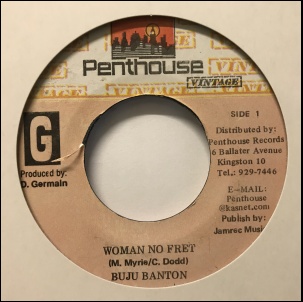 Penthouse
VINTAGE
SIDE 1
G
Produced by:
D. Germain
Distributed by:
Penthouse Records
6 Ballater Avenue
Kingston 10
Tel,: 929-7446
E-MAIL:
Penthouse
@kasnet.com
Publish by:
Jamrec Music
WOMAN NO FRET
(M. Myrie/C. Dodd)
BUJU BANTON